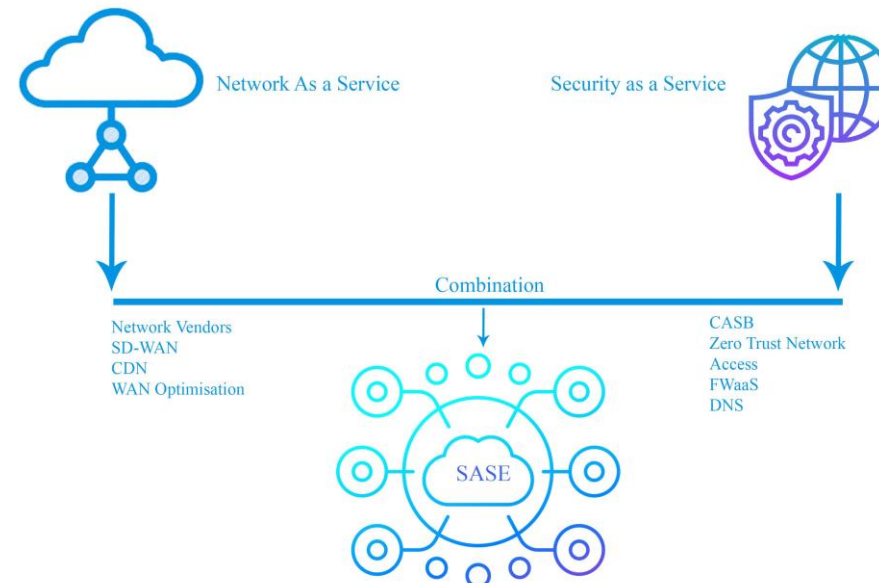 Network As a Service
Security as a Service
Combination
Network Vendors
SD-WAN
CDN
WAN Optimisation
CASB
Zero Trust Network
Access
FWaaS
DNS
SASE